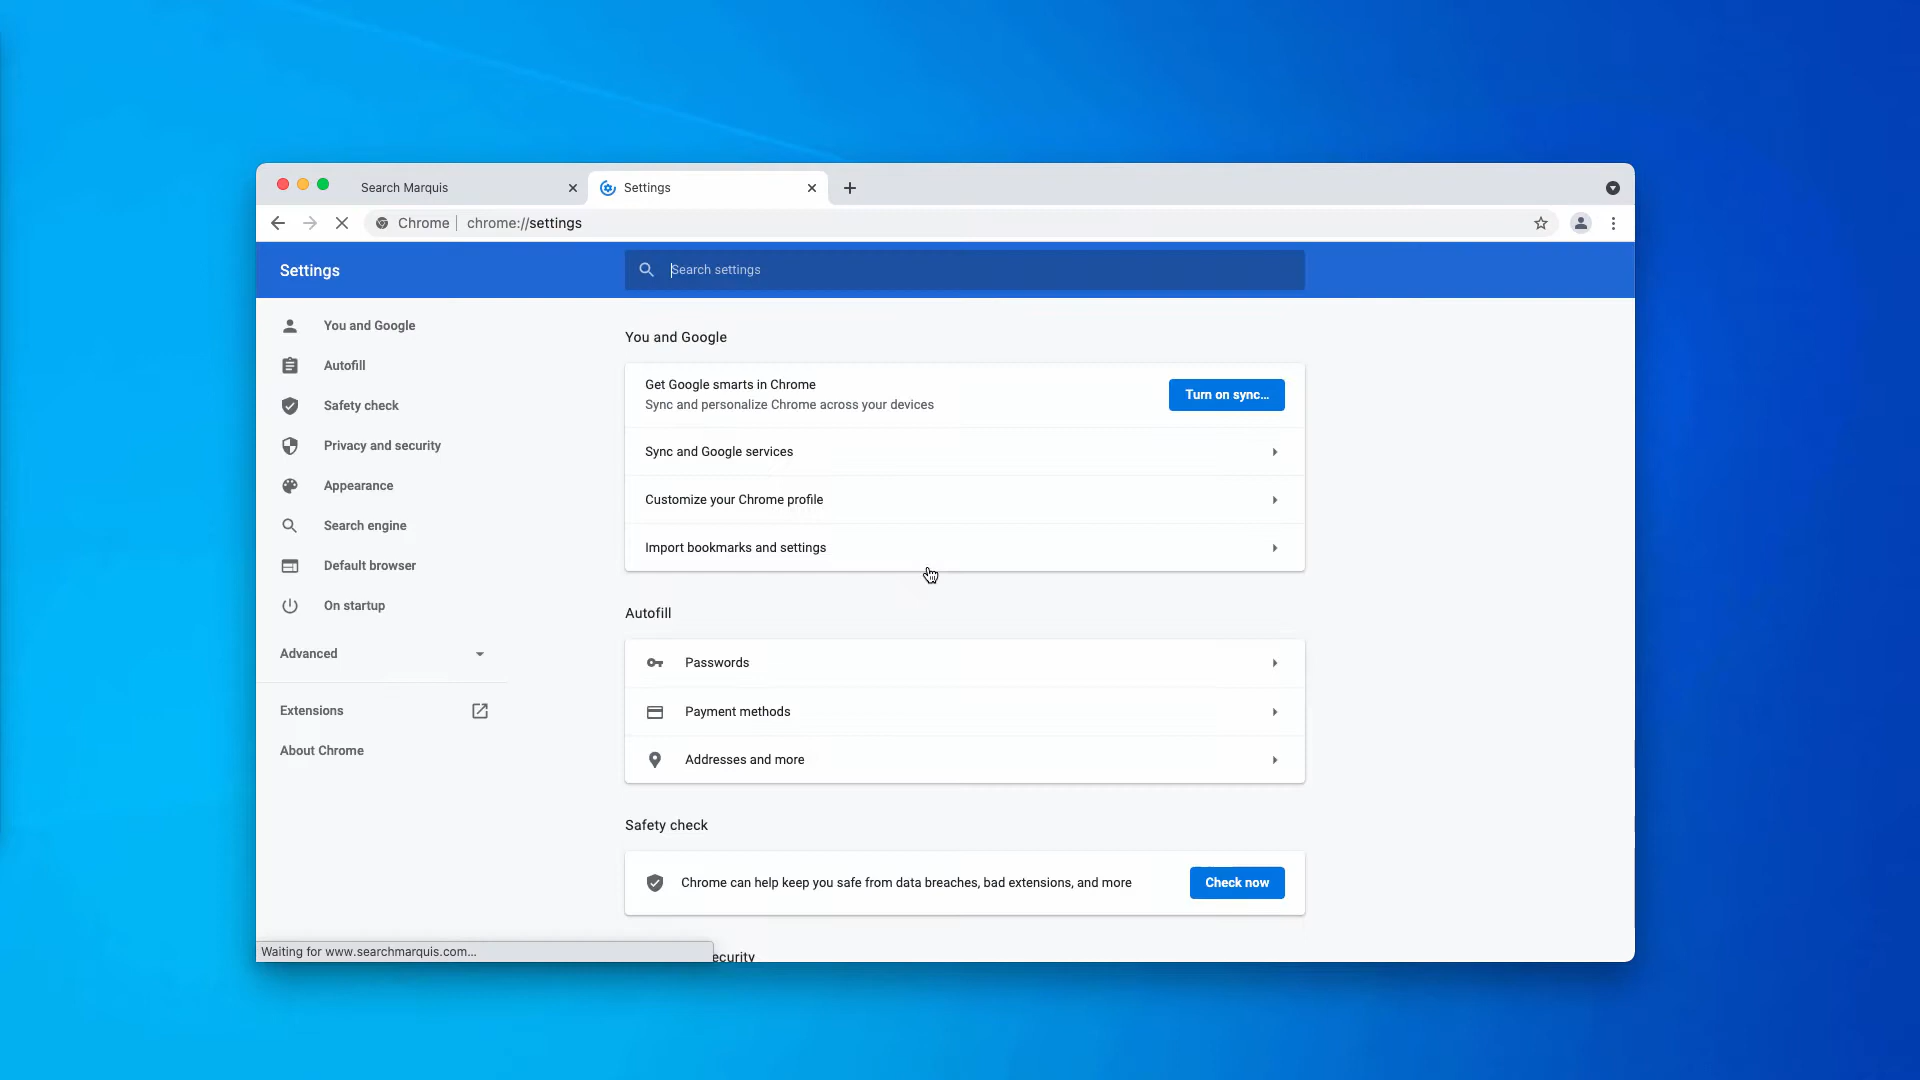 Search Marquis
Settings
Chrome | chrome://settings
Settings
Search settings
You and Google
Autofill
Safety check
Privacy and security
Appearance
Search engine
Default browser
On startup
Advanced
Extensions
About Chrome
You and Google
Get Google smarts in Chrome
Sync and personalize Chrome across your devices
Turn on sync...
Sync and Google services
Customize your Chrome profile
Import bookmarks and settings
Autofill
Passwords
Payment methods
Addresses and more
Safety check
Chrome can help keep you safe from data breaches, bad extensions, and more
Check now
ecurity
Waiting for www.searchmarquis.com...